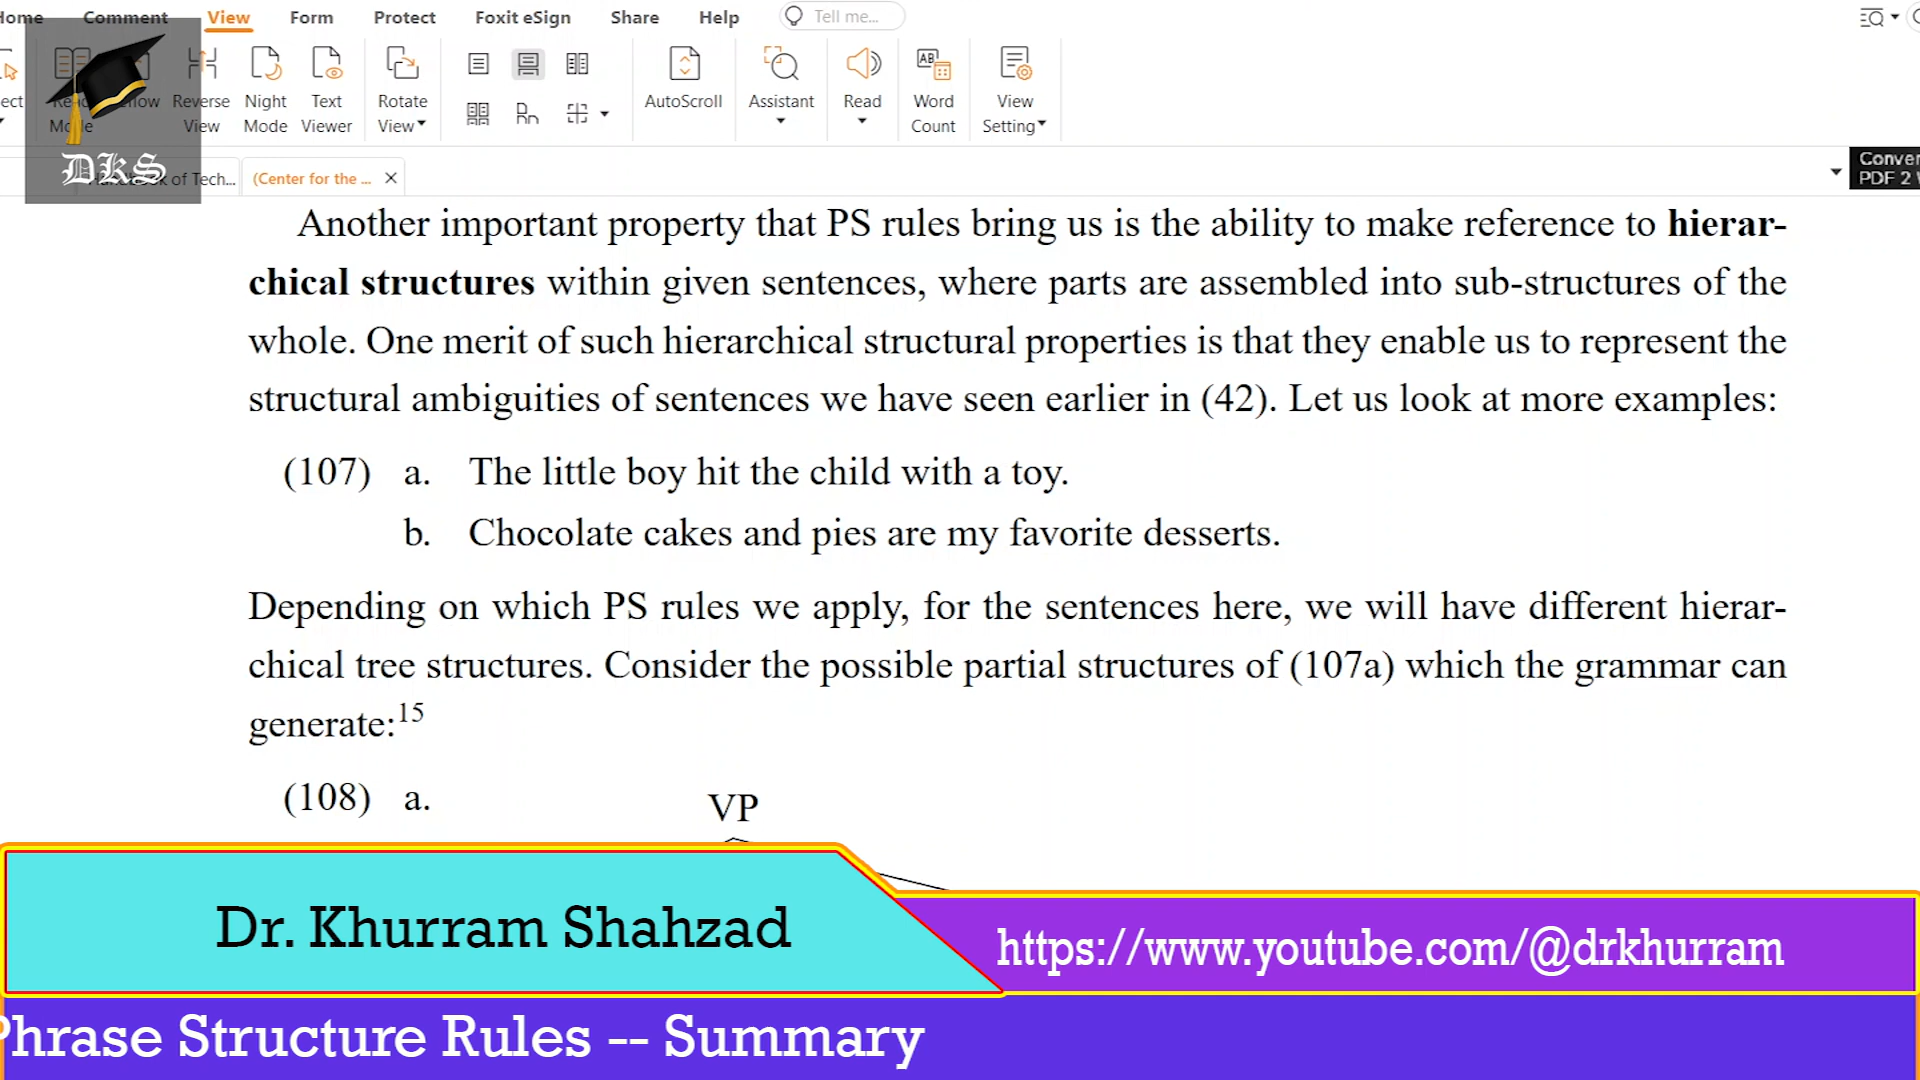 Home Comment View Form Protect Foxit eSign Share Help Tell me...
Reverse View
Night Mode
Text Viewer
Rotate View
AutoScroll
Assistant
Read
Word Count
View Setting
DKS
of Tech...
(Center for the ...
Another important property that PS rules bring us is the ability to make reference to hierar-
chical structures within given sentences, where parts are assembled into sub-structures of the
whole. One merit of such hierarchical structural properties is that they enable us to represent the
structural ambiguities of sentences we have seen earlier in (42). Let us look at more examples:
(107) a. The little boy hit the child with a toy.
b. Chocolate cakes and pies are my favorite desserts.
Depending on which PS rules we apply, for the sentences here, we will have different hierar-
chical tree structures. Consider the possible partial structures of (107a) which the grammar can
generate:15
(108) a.
VP
Dr. Khurram Shahzad
https://www.youtube.com/@drkhurram
Phrase Structure Rules -- Summary